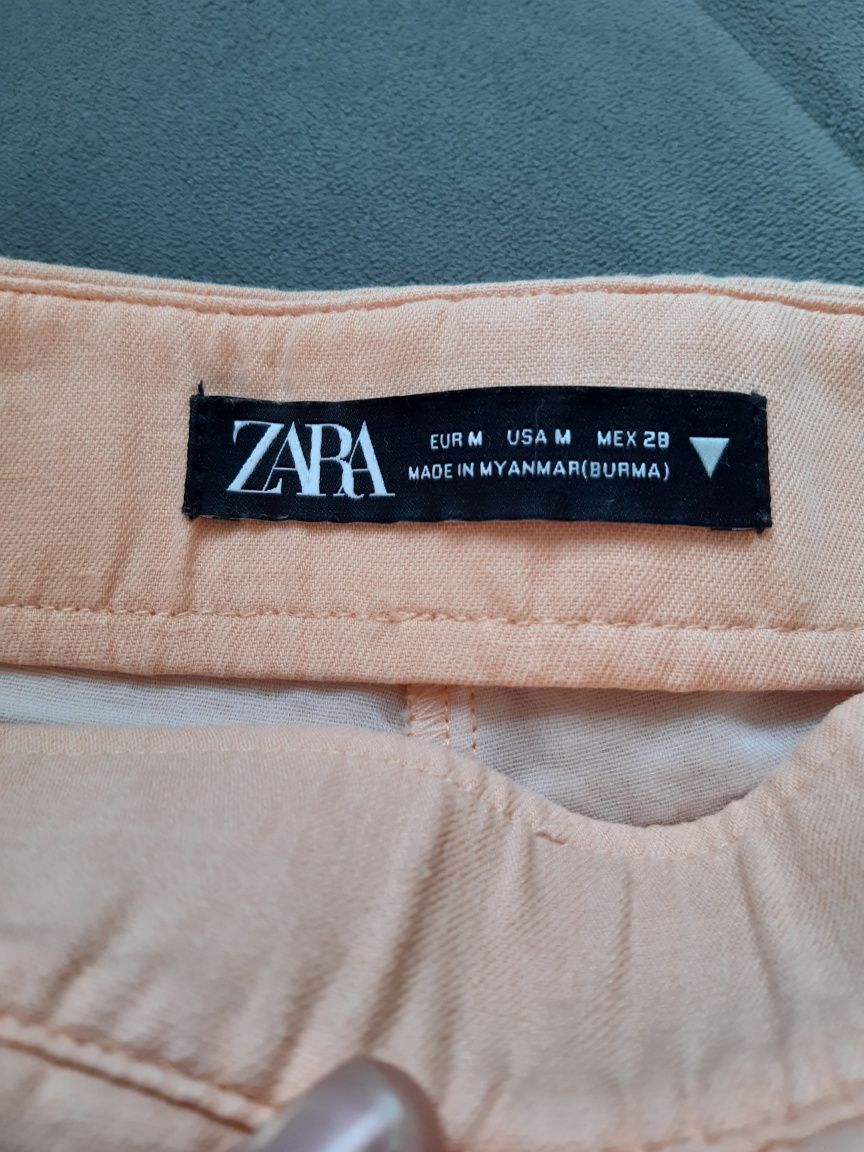 ZARA
EUR M USA M MEX 28
MADE IN MYANMAR(BURMA)